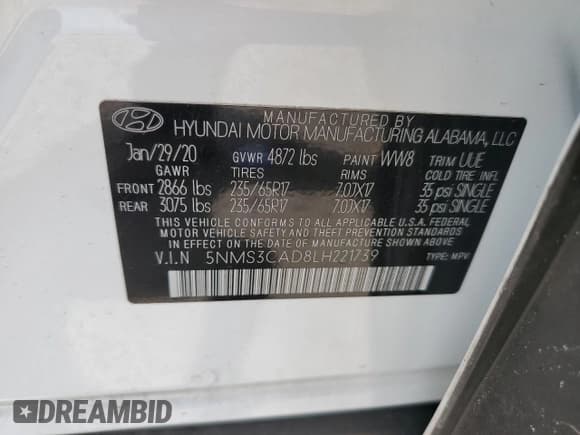 MANUFACTURED BY
HYUNDAI MOTOR MANUFACTURING ALABAMA, LLC
Jan/29/20 GVWR 4872 lbs PAINT WW8 TRIM UUE
GAWR TIRES RIMS COLD TIRE INFL
FRONT 2866 lbs 235/65R17 7.0JX17 35 psi SINGLE
REAR 3075 lbs 235/65R17 7.0JX17 35 psi SINGLE
THIS VEHICLE CONFORMS TO ALL APPLICABLE U.S.A. FEDERAL
MOTOR VEHICLE SAFETY AND THEFT PREVENTION STANDARDS
IN EFFECT ON THE DATE OF MANUFACTURE SHOWN ABOVE.
V.I.N 5NMS3CAD8LH221739
TYPE: MPV
DREAMBID